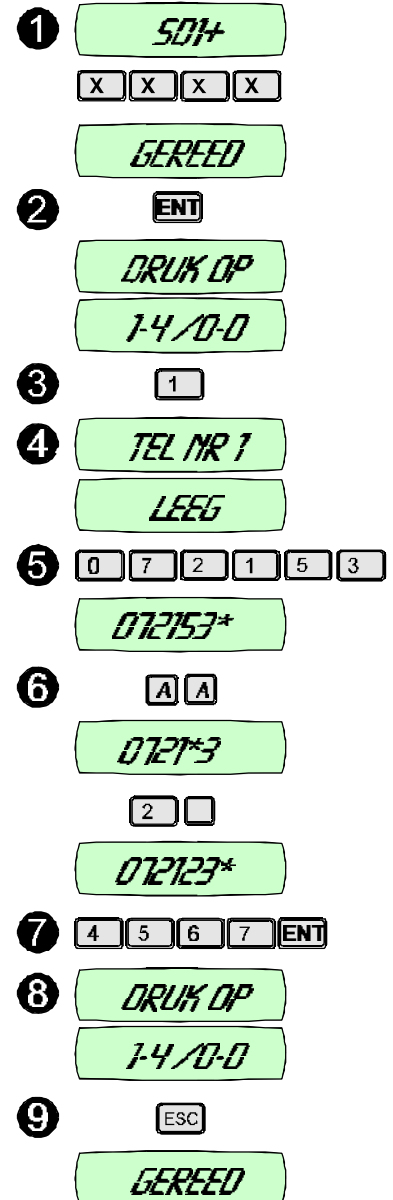 1 S01+
X X X X
GEREED
2 ENT
DRUK OP
1-4/0-0
3 1
4 TEL NR 1
LEEG
5 0 7 2 1 5 3
072153*
6 A A
0721*3
2
072123*
7 4 5 6 7 ENT
8 DRUK OP
1-4/0-0
9 ESC
GEREED